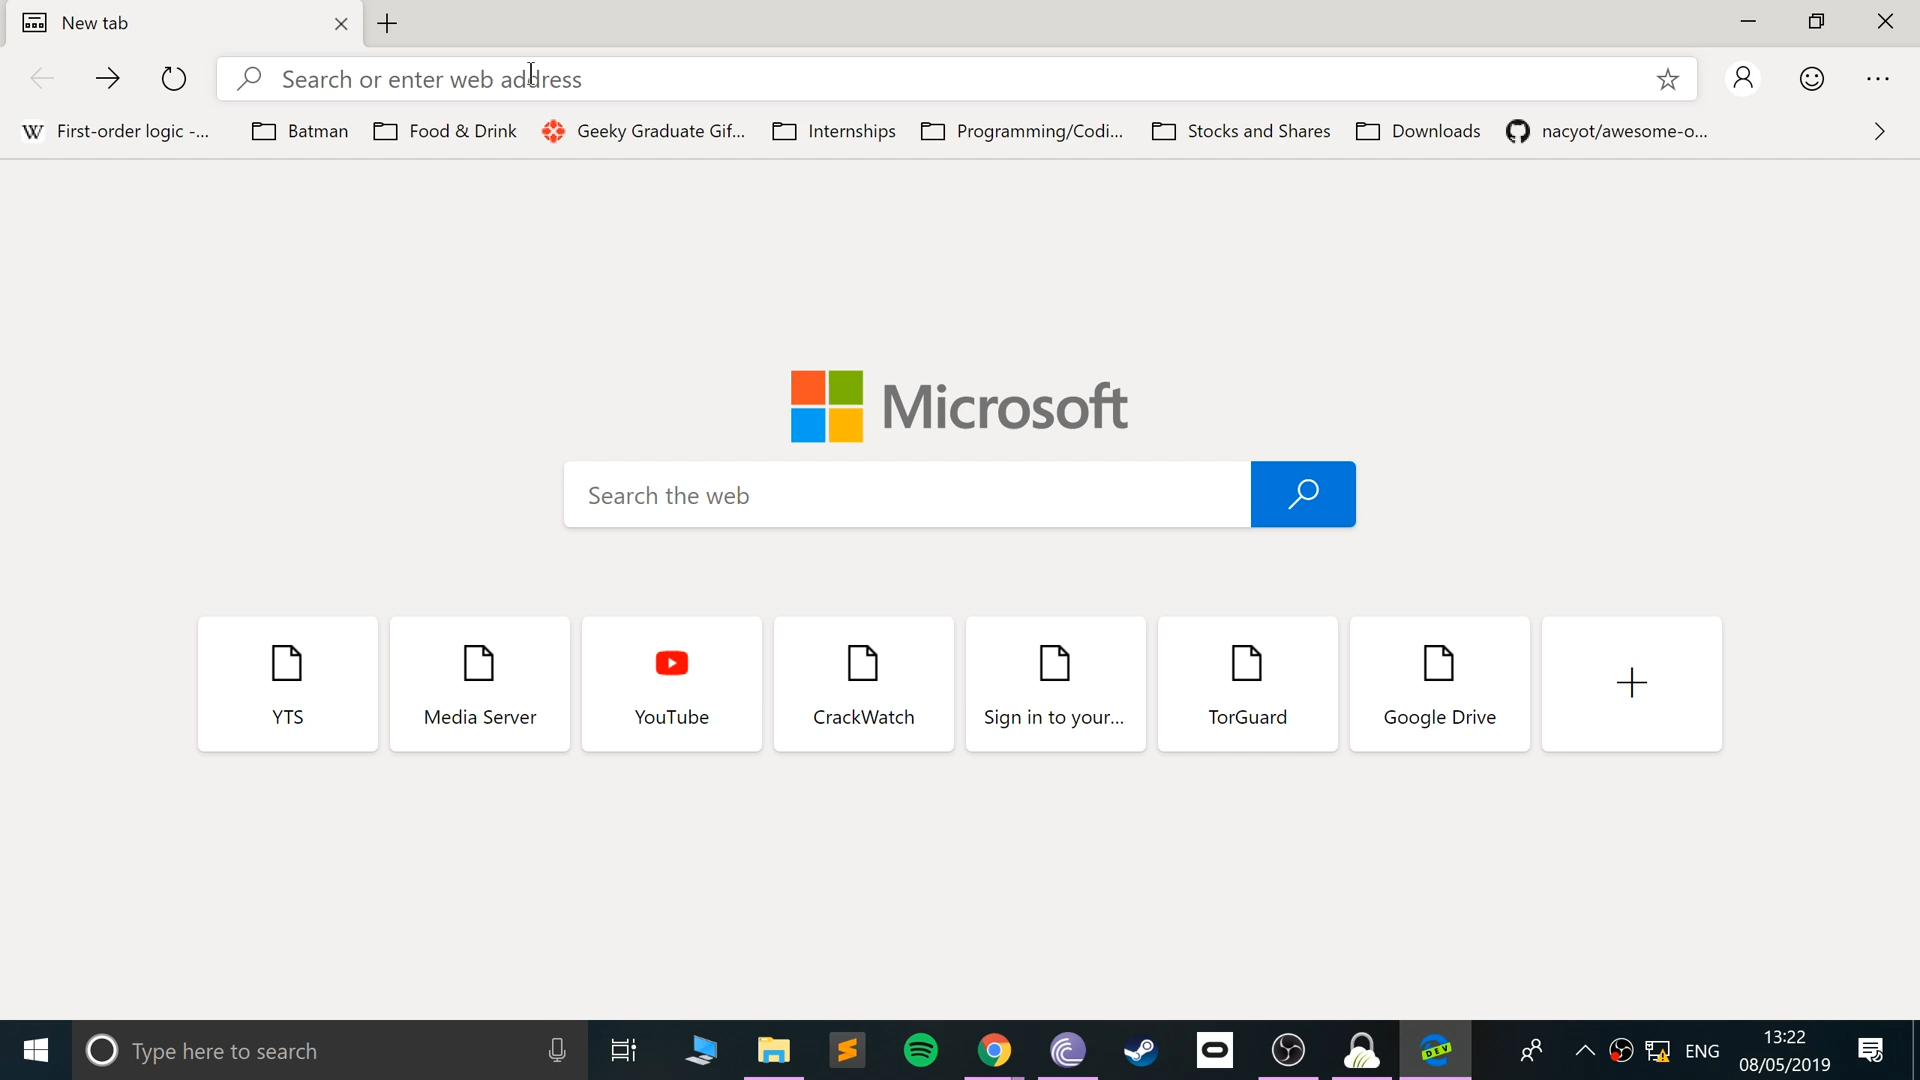 New tab
Search or enter web address
First-order logic -...
Batman
Food & Drink
Geeky Graduate Gif...
Internships
Programming/Codi...
Stocks and Shares
Downloads
nacyot/awesome-o...
Microsoft
Search the web
YTS
Media Server
YouTube
CrackWatch
Sign in to your...
TorGuard
Google Drive
Type here to search
DEV
ENG
13:22
08/05/2019